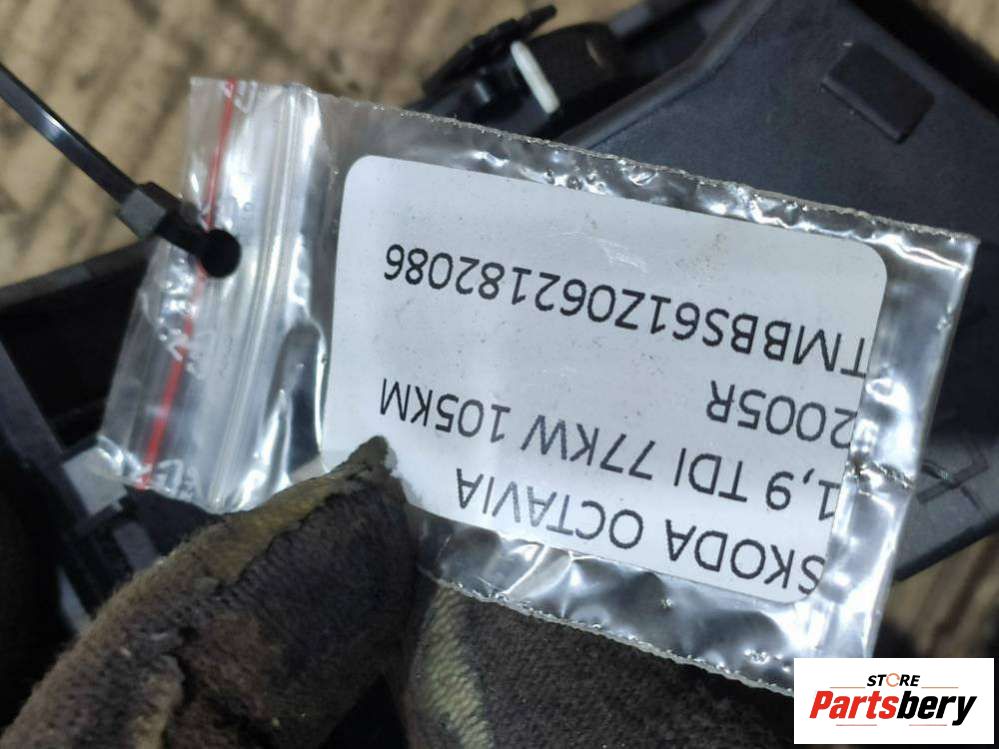 SKODA OCTAVIA
1,9 TDI 77KW 105KM
2005R
TMBBS61Z062182086
STORE
Partsbery